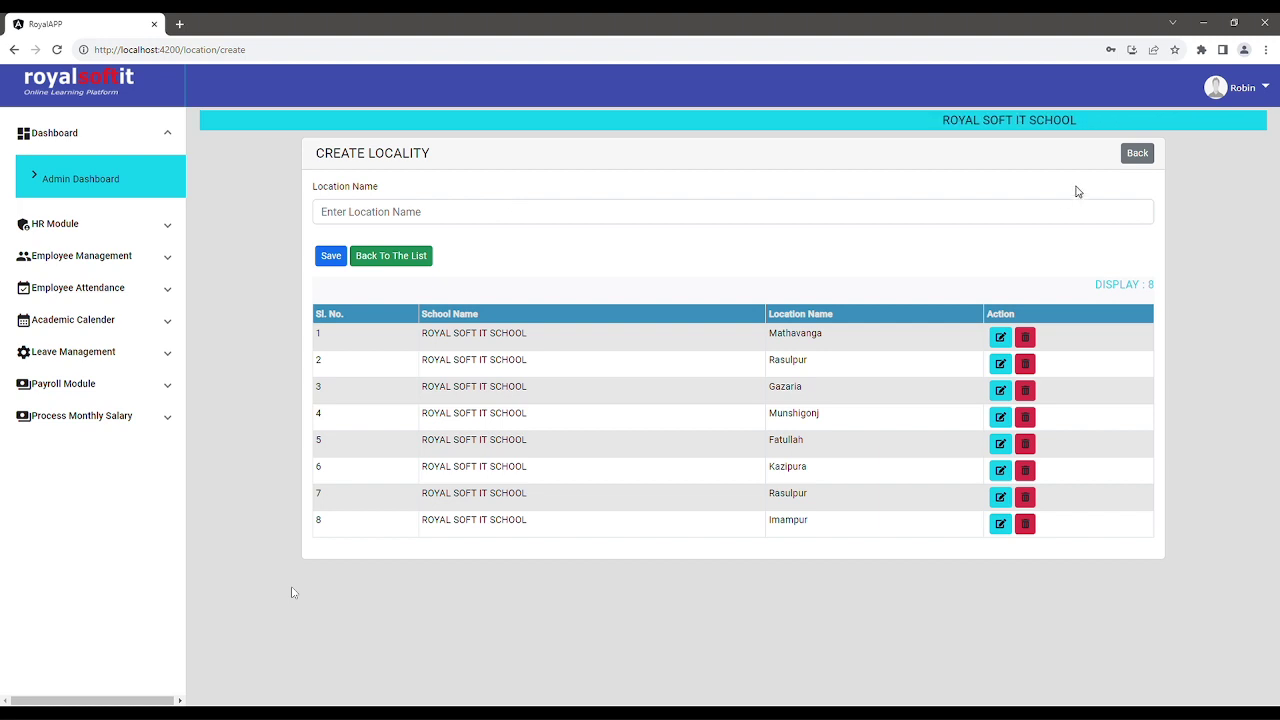 RoyalAPP
http://localhost:4200/location/create
royalsoftit
Online Learning Platform
Robin
Dashboard
Admin Dashboard
HR Module
Employee Management
Employee Attendance
Academic Calender
Leave Management
Payroll Module
Process Monthly Salary
ROYAL SOFT IT SCHOOL
CREATE LOCALITY
Back
Location Name
Enter Location Name
Save
Back To The List
DISPLAY : 8
Sl. No. School Name Location Name Action
1 ROYAL SOFT IT SCHOOL Mathavanga
2 ROYAL SOFT IT SCHOOL Rasulpur
3 ROYAL SOFT IT SCHOOL Gazaria
4 ROYAL SOFT IT SCHOOL Munshigonj
5 ROYAL SOFT IT SCHOOL Fatullah
6 ROYAL SOFT IT SCHOOL Kazipura
7 ROYAL SOFT IT SCHOOL Rasulpur
8 ROYAL SOFT IT SCHOOL Imampur